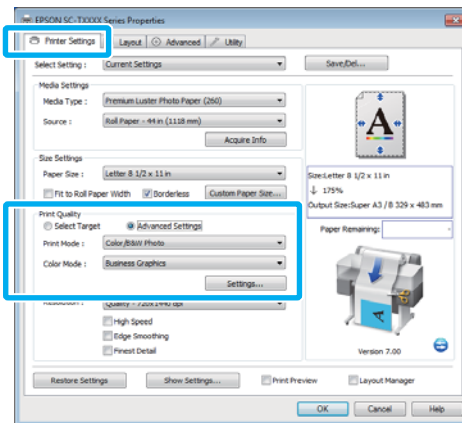 EPSON SC-TXXXX Series Properties
Printer Settings Layout Advanced Utility
Select Setting : Current Settings Save/Del...
Media Settings
Media Type : Premium Luster Photo Paper (260)
Source : Roll Paper - 44 in (1118 mm)
Acquire Info
Size Settings
Paper Size : Letter 8 1/2 x 11 in
Fit to Roll Paper Width Borderless Custom Paper Size...
Print Quality
Select Target Advanced Settings
Print Mode : Color/B&W Photo
Color Mode : Business Graphics
Settings...
Resolution : Quality - 720x1440 dpi
High Speed
Edge Smoothing
Finest Detail
A
Size:Letter 8 1/2 x 11 in
↓ 175%
Output Size:Super A3 / B 329 x 483 mm
Paper Remaining: -
Version 7.00
Restore Settings Show Settings... Print Preview Layout Manager
OK Cancel Help